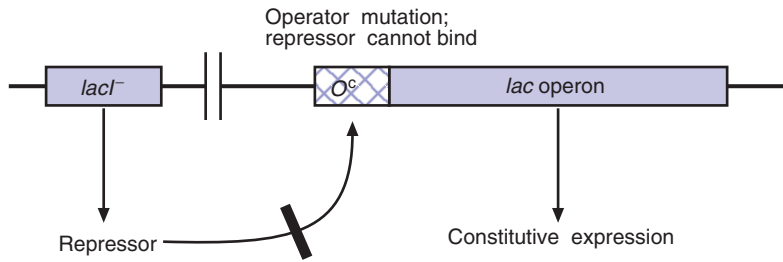 Operator mutation;
repressor cannot bind
lacI⁻
Oᶜ
lac operon
Repressor
Constitutive expression